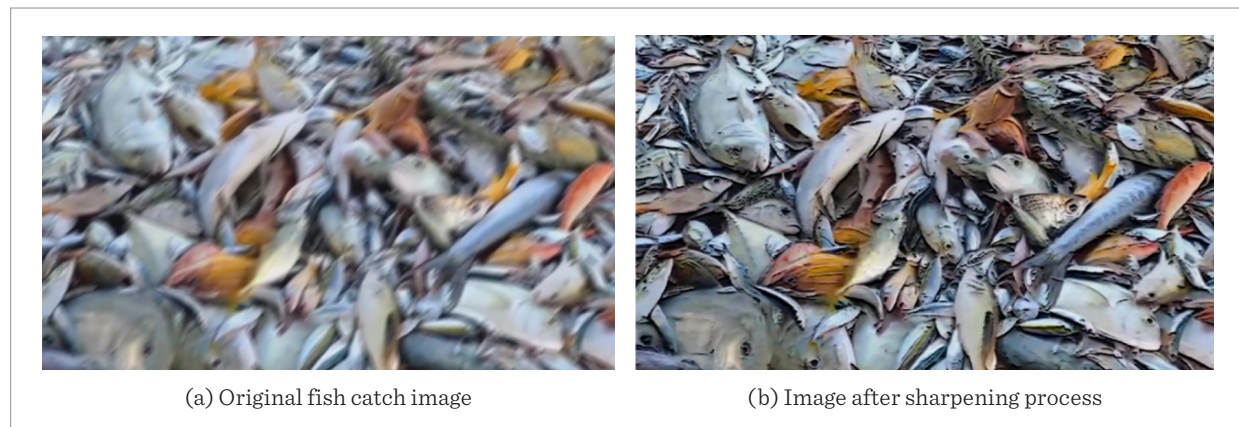 (a) Original fish catch image
(b) Image after sharpening process